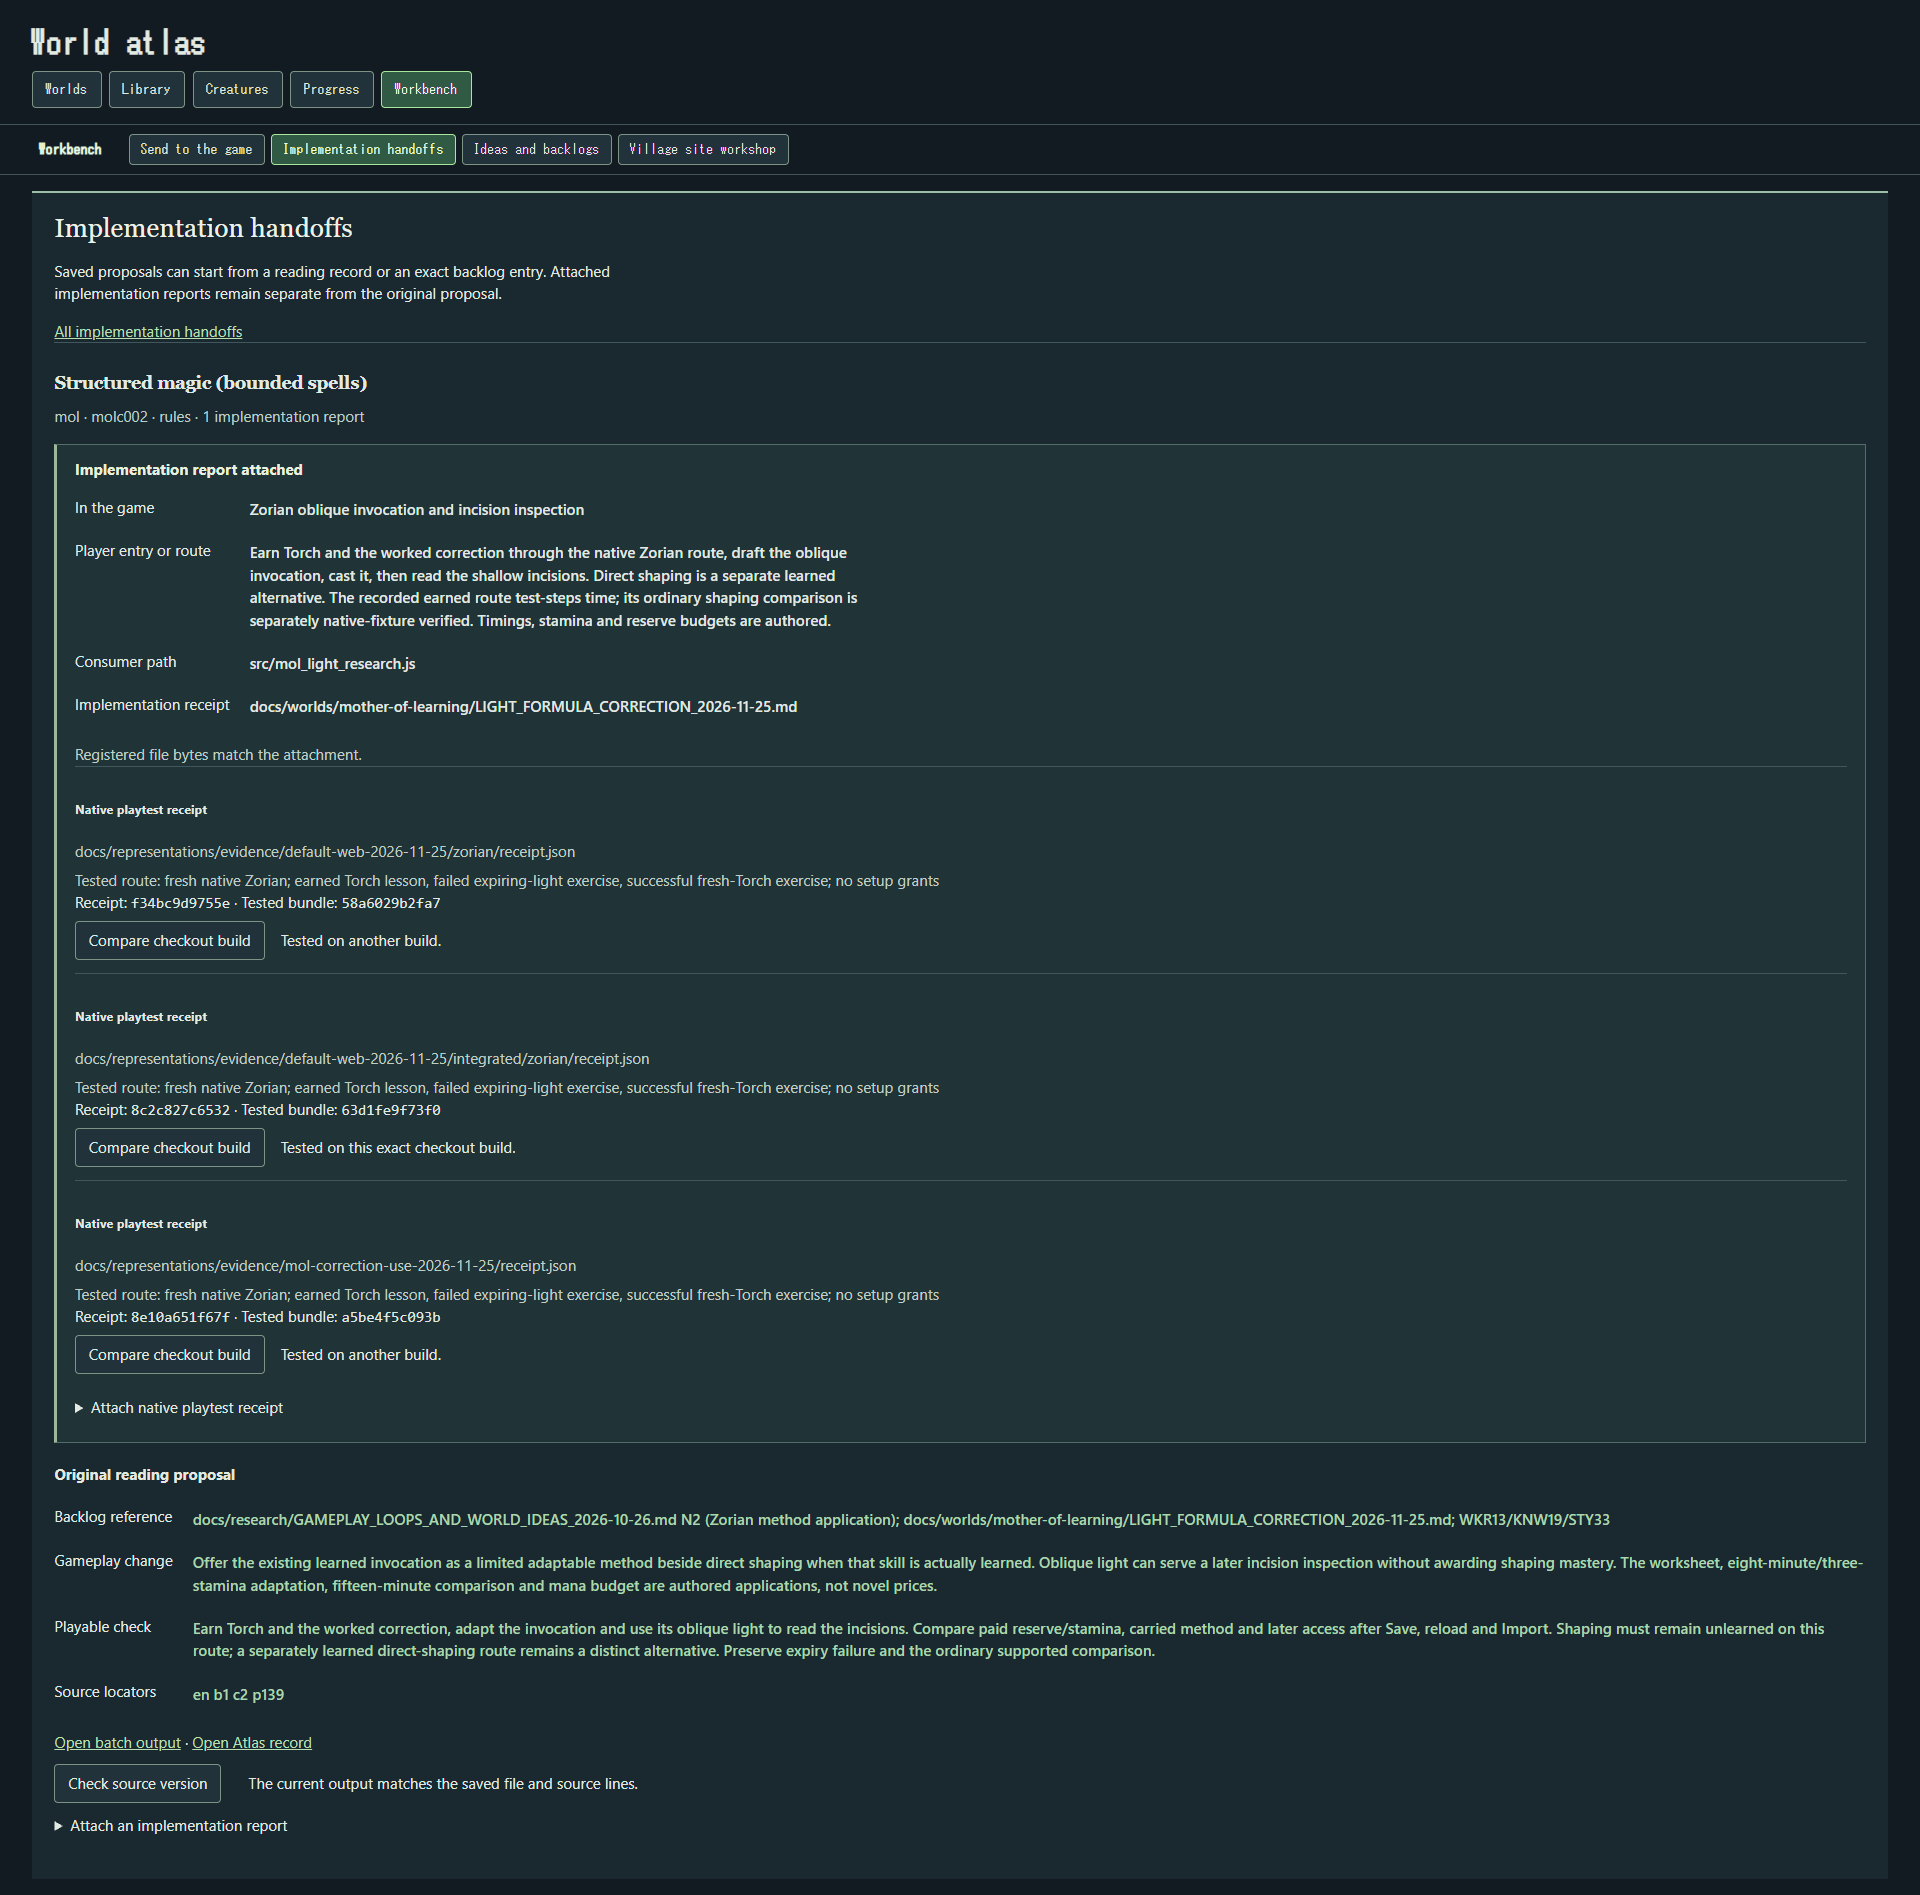 World atlas
Worlds Library Creatures Progress Workbench
Workbench Send to the game Implementation handoffs Ideas and backlogs Village site workshop
Implementation handoffs
Saved proposals can start from a reading record or an exact backlog entry. Attached
implementation reports remain separate from the original proposal.
All implementation handoffs
Structured magic (bounded spells)
mol · molc002 · rules · 1 implementation report
Implementation report attached
In the game Zorian oblique invocation and incision inspection
Player entry or route Earn Torch and the worked correction through the native Zorian route, draft the oblique
invocation, cast it, then read the shallow incisions. Direct shaping is a separate learned
alternative. The recorded earned route test-steps time; its ordinary shaping comparison is
separately native-fixture verified. Timings, stamina and reserve budgets are authored.
Consumer path src/mol_light_research.js
Implementation receipt docs/worlds/mother-of-learning/LIGHT_FORMULA_CORRECTION_2026-11-25.md
Registered file bytes match the attachment.
Native playtest receipt
docs/representations/evidence/default-web-2026-11-25/zorian/receipt.json
Tested route: fresh native Zorian; earned Torch lesson, failed expiring-light exercise, successful fresh-Torch exercise; no setup grants
Receipt: f34bc9d9755e · Tested bundle: 58a6029b2fa7
Compare checkout build Tested on another build.
Native playtest receipt
docs/representations/evidence/default-web-2026-11-25/integrated/zorian/receipt.json
Tested route: fresh native Zorian; earned Torch lesson, failed expiring-light exercise, successful fresh-Torch exercise; no setup grants
Receipt: 8c2c827c6532 · Tested bundle: 63d1fe9f73f0
Compare checkout build Tested on this exact checkout build.
Native playtest receipt
docs/representations/evidence/mol-correction-use-2026-11-25/receipt.json
Tested route: fresh native Zorian; earned Torch lesson, failed expiring-light exercise, successful fresh-Torch exercise; no setup grants
Receipt: 8e10a651f67f · Tested bundle: a5be4f5c093b
Compare checkout build Tested on another build.
▶ Attach native playtest receipt
Original reading proposal
Backlog reference docs/research/GAMEPLAY_LOOPS_AND_WORLD_IDEAS_2026-10-26.md N2 (Zorian method application); docs/worlds/mother-of-learning/LIGHT_FORMULA_CORRECTION_2026-11-25.md; WKR13/KNW19/STY33
Gameplay change Offer the existing learned invocation as a limited adaptable method beside direct shaping when that skill is actually learned. Oblique light can serve a later incision inspection without awarding shaping mastery. The worksheet, eight-minute/three-
stamina adaptation, fifteen-minute comparison and mana budget are authored applications, not novel prices.
Playable check Earn Torch and the worked correction, adapt the invocation and use its oblique light to read the incisions. Compare paid reserve/stamina, carried method and later access after Save, reload and Import. Shaping must remain unlearned on this
route; a separately learned direct-shaping route remains a distinct alternative. Preserve expiry failure and the ordinary supported comparison.
Source locators en b1 c2 p139
Open batch output · Open Atlas record
Check source version The current output matches the saved file and source lines.
▶ Attach an implementation report